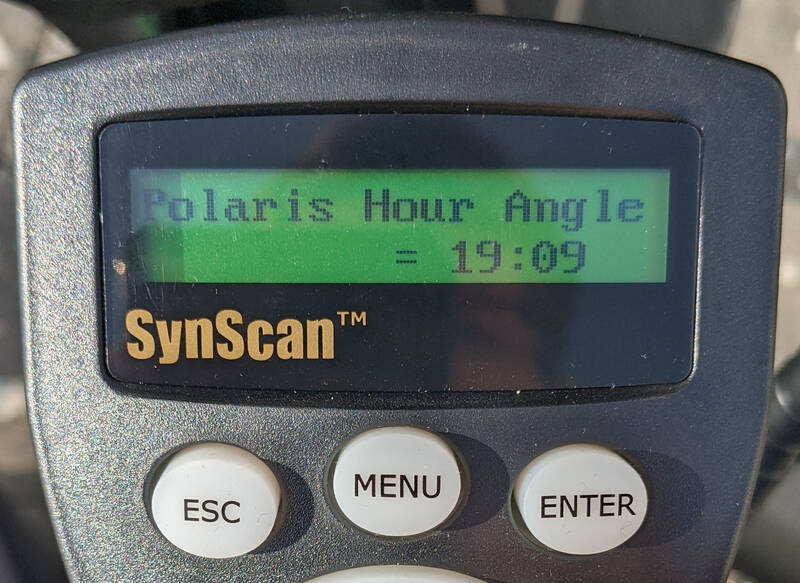 Polaris Hour Angle
= 19:09
SynScan™
ESC
MENU
ENTER